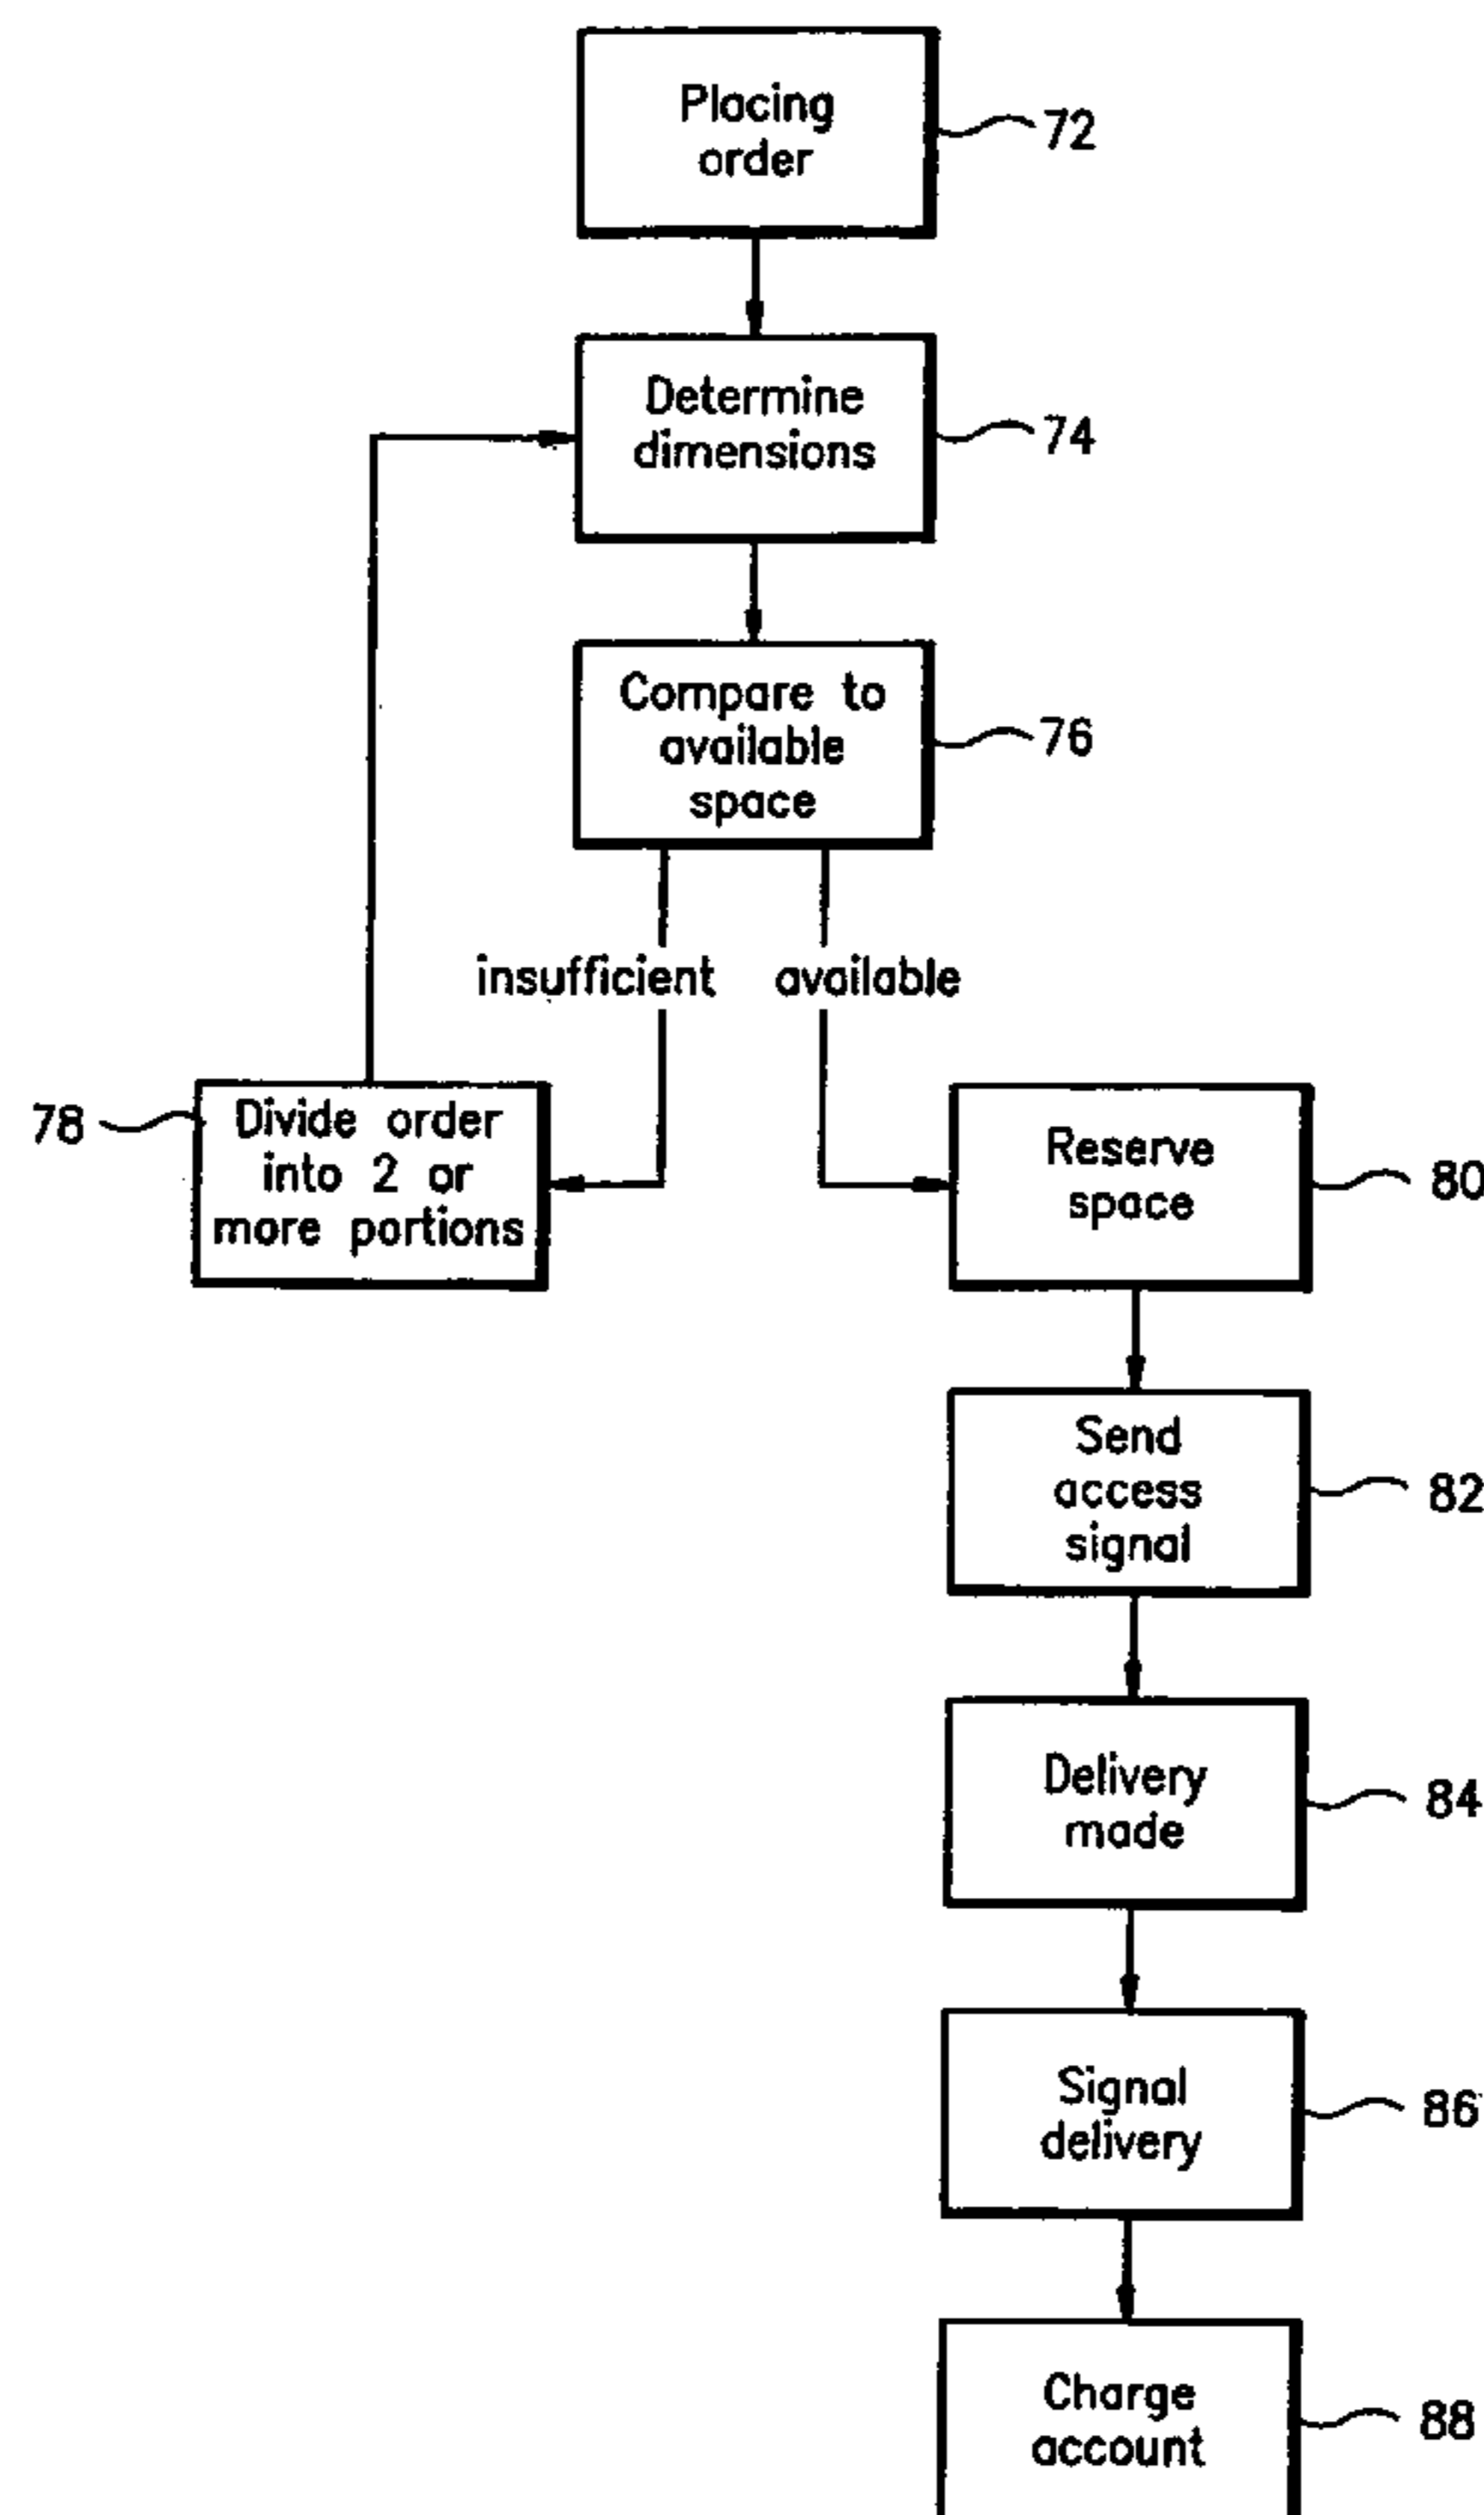 Placing
order
72
Determine
dimensions
74
Compare to
available
space
76
insufficient
available
78
Divide order
into 2 or
more portions
Reserve
space
80
Send
access
signal
82
Delivery
made
84
Signal
delivery
86
Charge
account
88